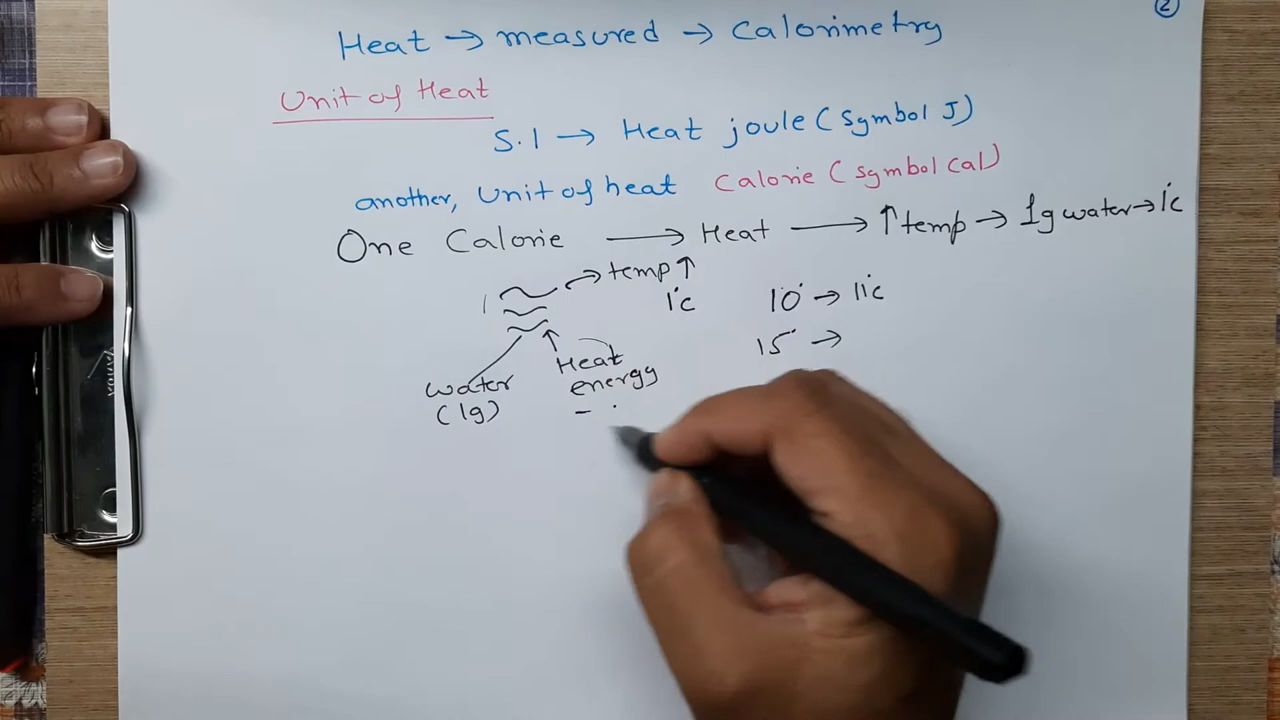 ②
Heat → measured → Calorimetry
Unit of Heat
S.I → Heat joule (Symbol J)
another, Unit of heat Calorie (symbol cal)
One Calorie → Heat → ↑ temp → 1g water → 1°c
→ temp ↑
1°c
10° → 11°c
15° →
Heat
energy
water
(1g)